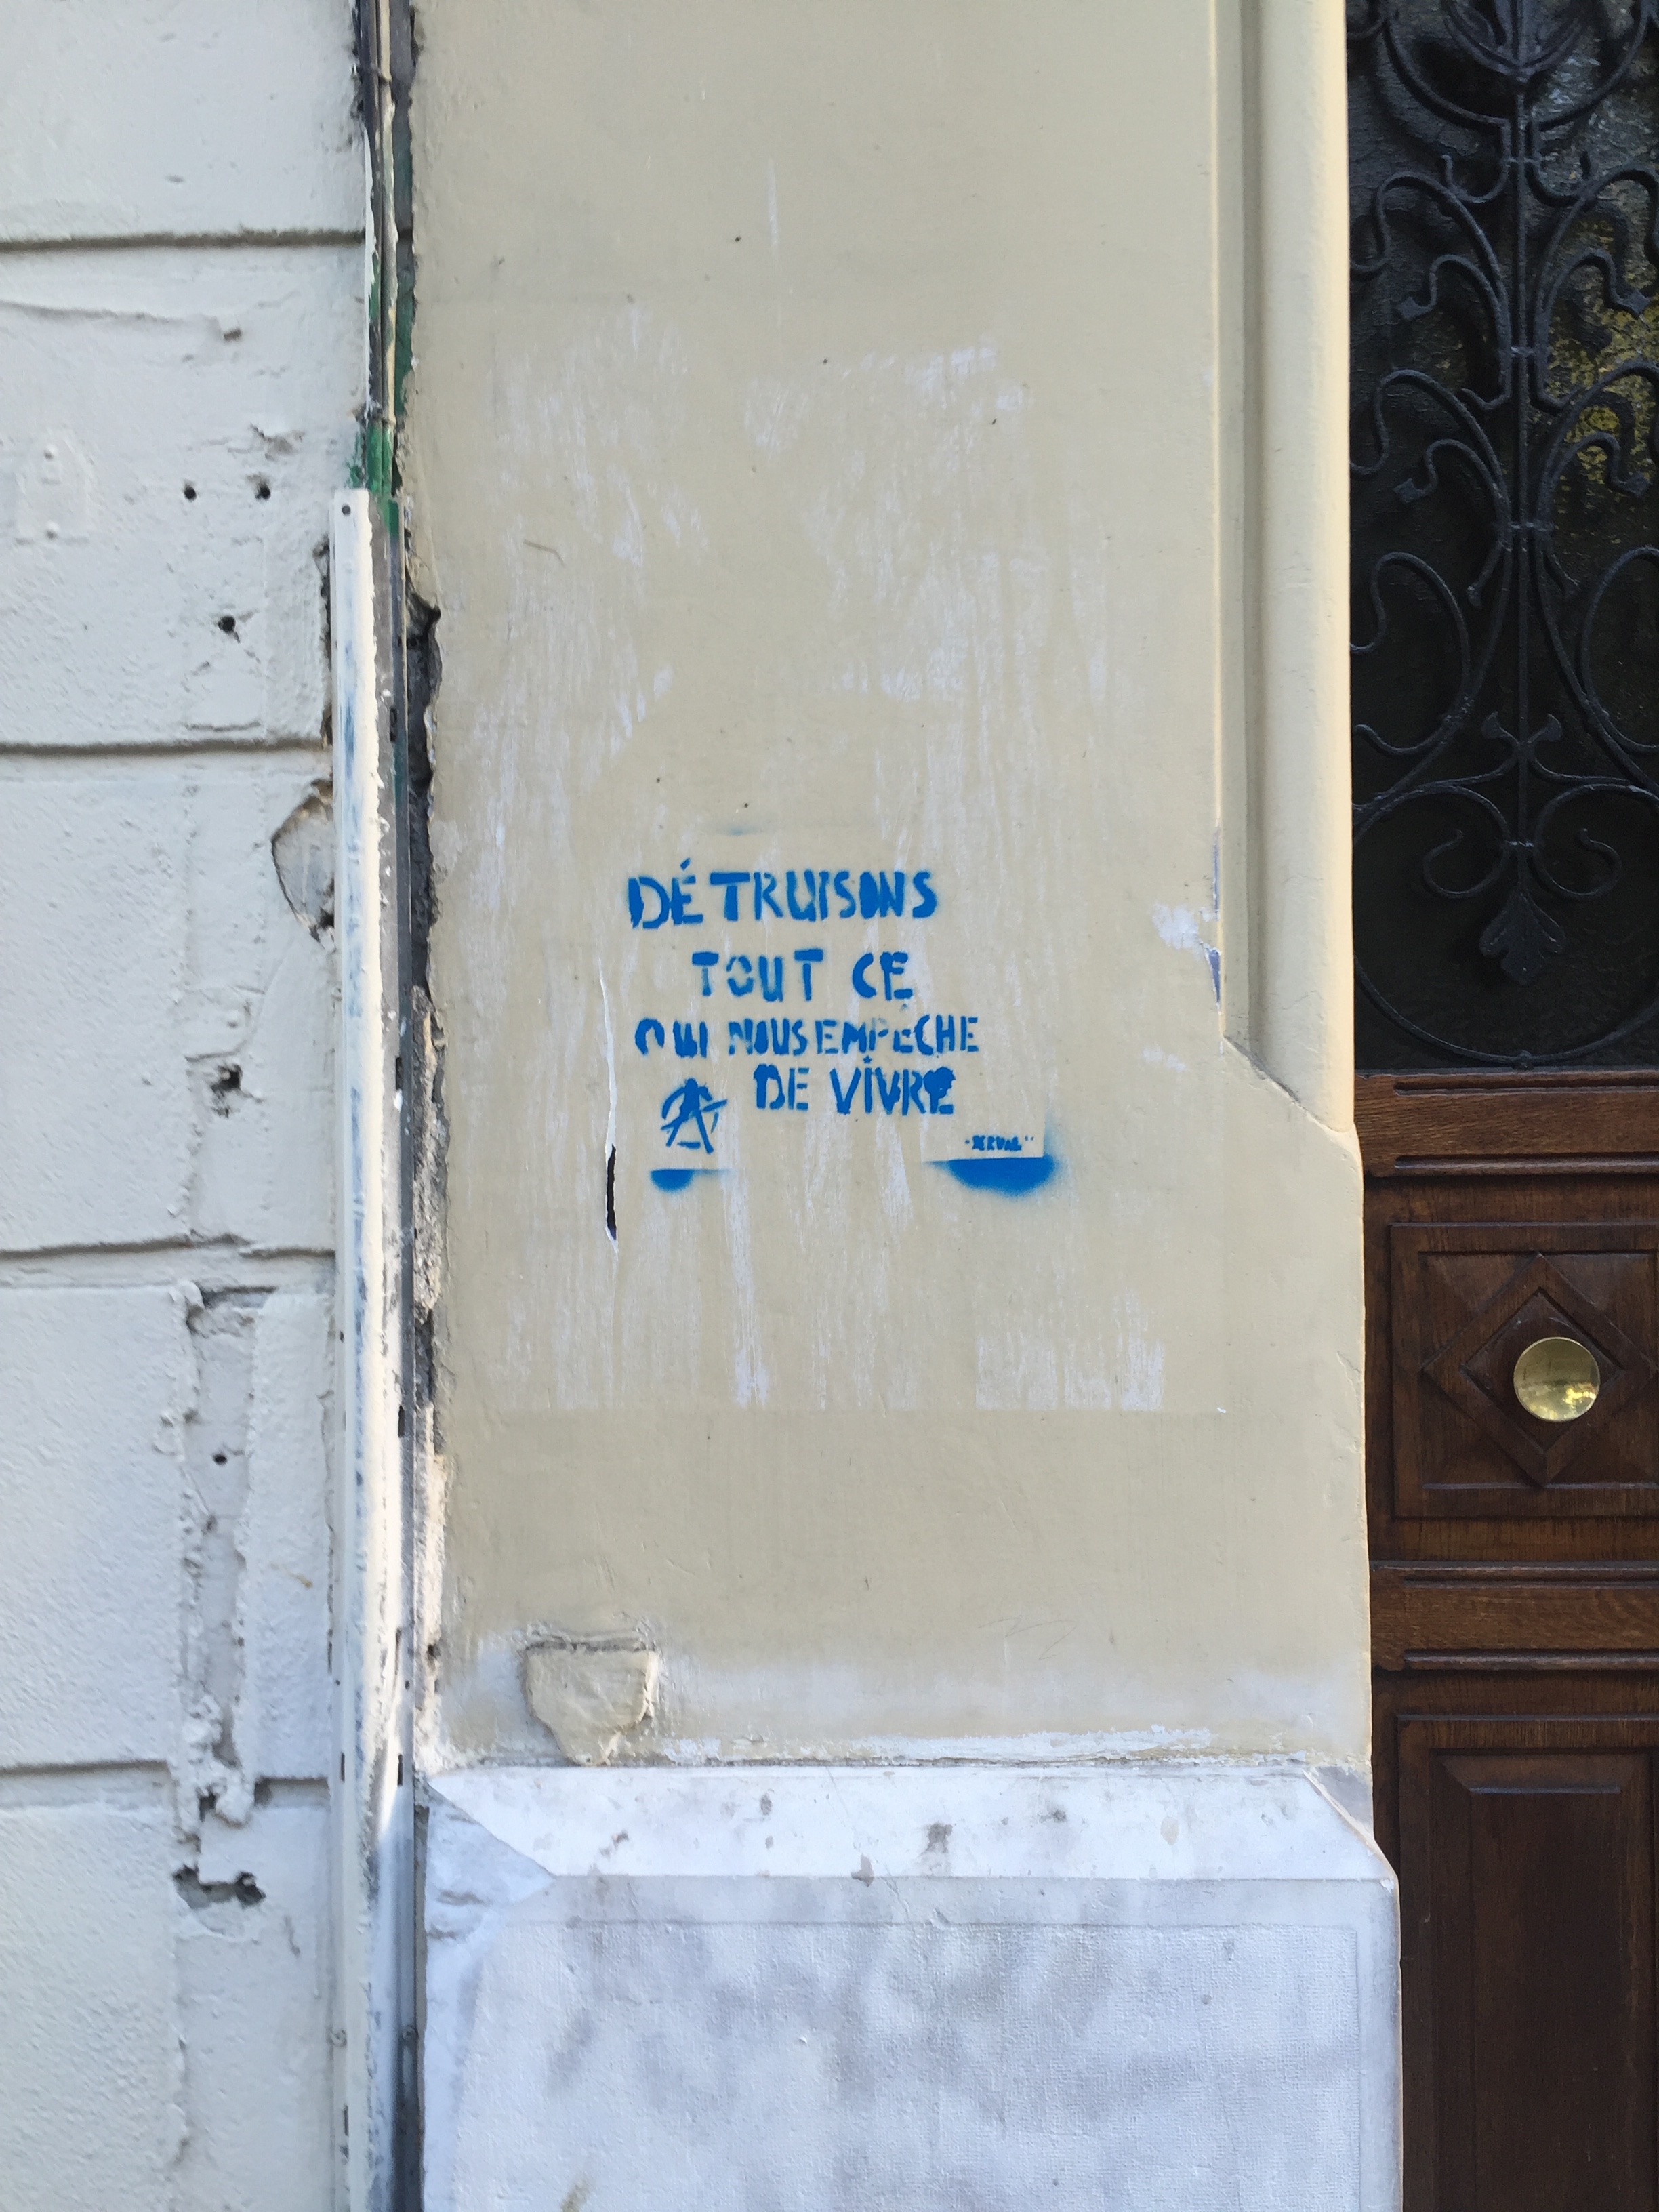 DÉTRUISONS
TOUT CE
QUI NOUS EMPÊCHE
DE VIVRE